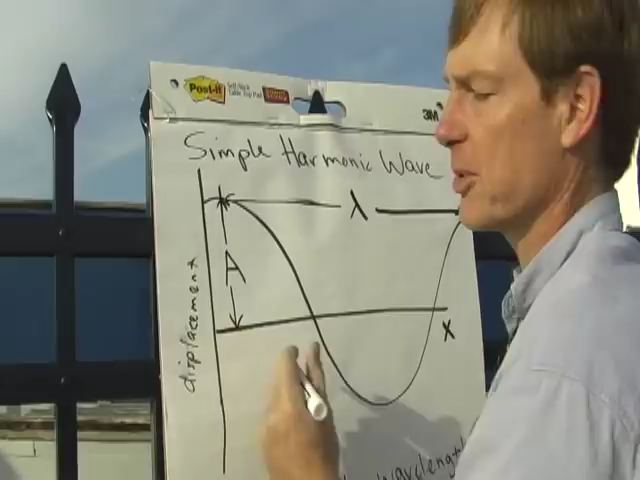 Post-it
3M
Simple Harmonic Wave
λ
A
displacement
x
wavelength